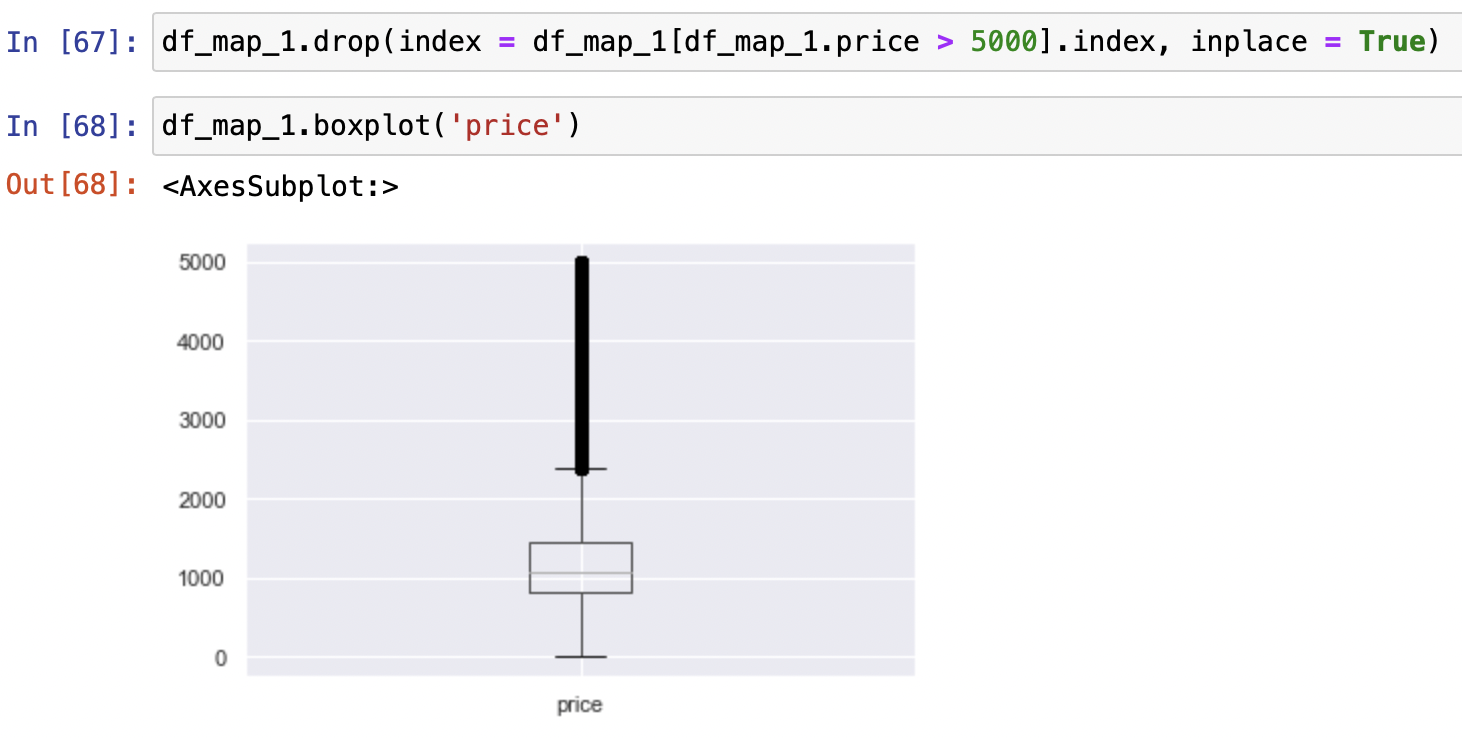 In [67]: df_map_1.drop(index = df_map_1[df_map_1.price > 5000].index, inplace = True)
In [68]: df_map_1.boxplot('price')
Out[68]: <AxesSubplot:>
5000
4000
3000
2000
1000
0
price